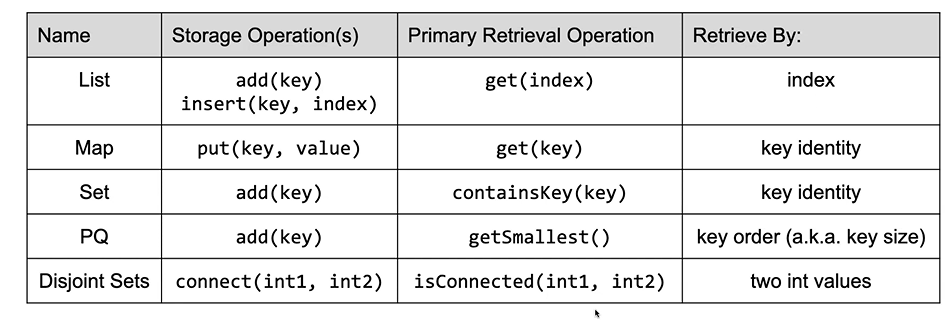 Name Storage Operation(s) Primary Retrieval Operation Retrieve By:
List add(key) get(index) index
insert(key, index)
Map put(key, value) get(key) key identity
Set add(key) containsKey(key) key identity
PQ add(key) getSmallest() key order (a.k.a. key size)
Disjoint Sets connect(int1, int2) isConnected(int1, int2) two int values